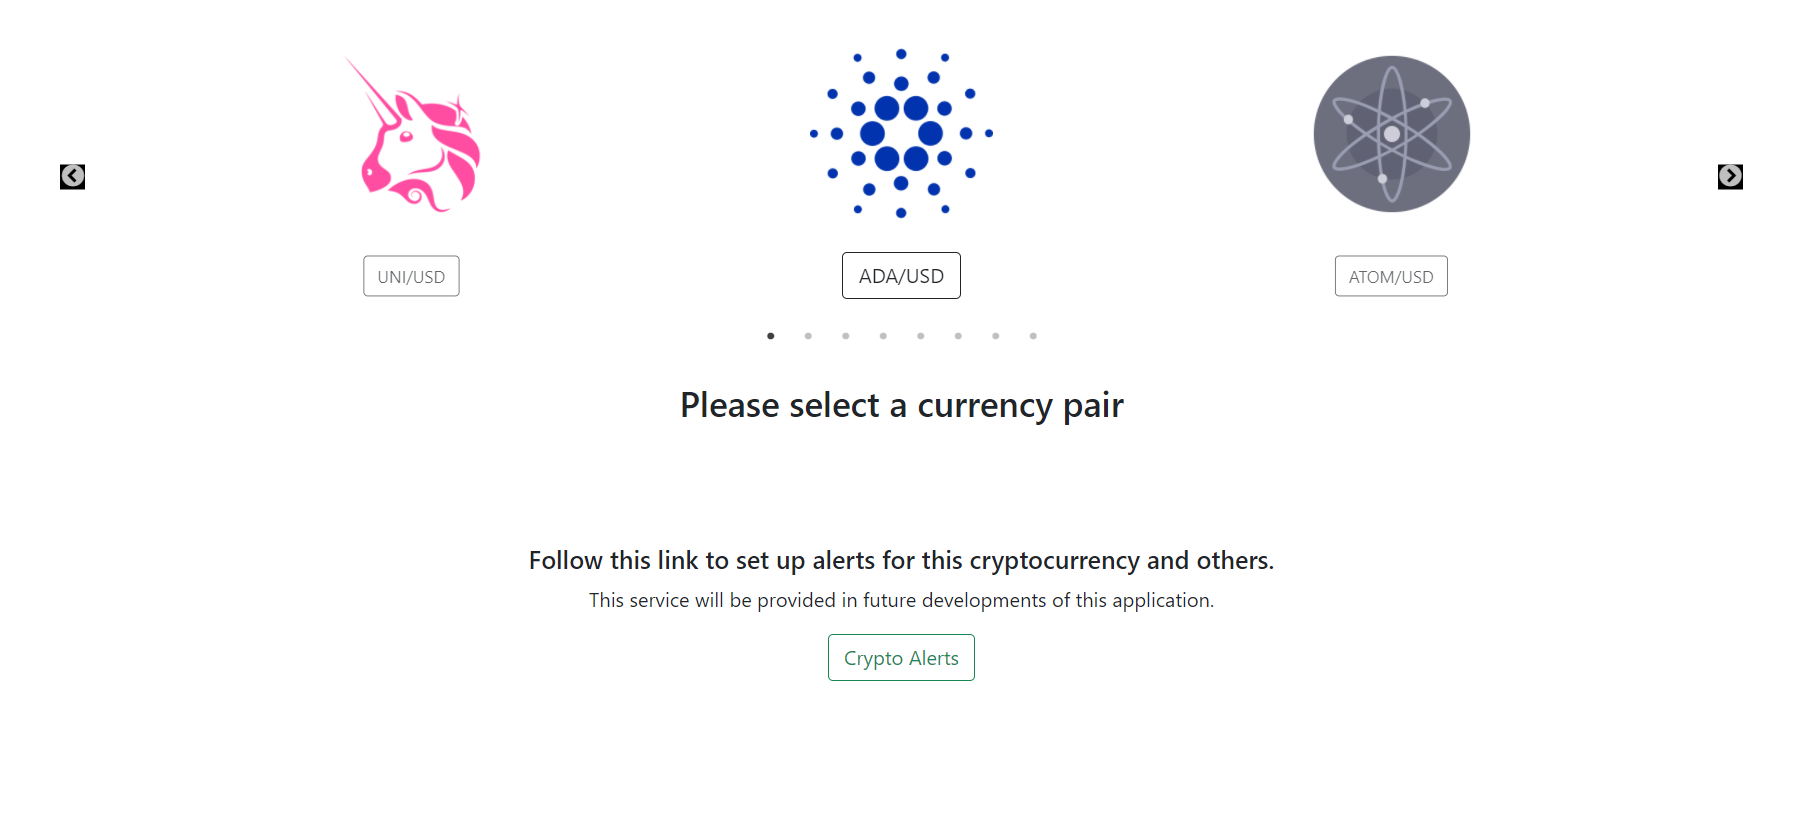 UNI/USD
ADA/USD
ATOM/USD
Please select a currency pair
Follow this link to set up alerts for this cryptocurrency and others.
This service will be provided in future developments of this application.
Crypto Alerts